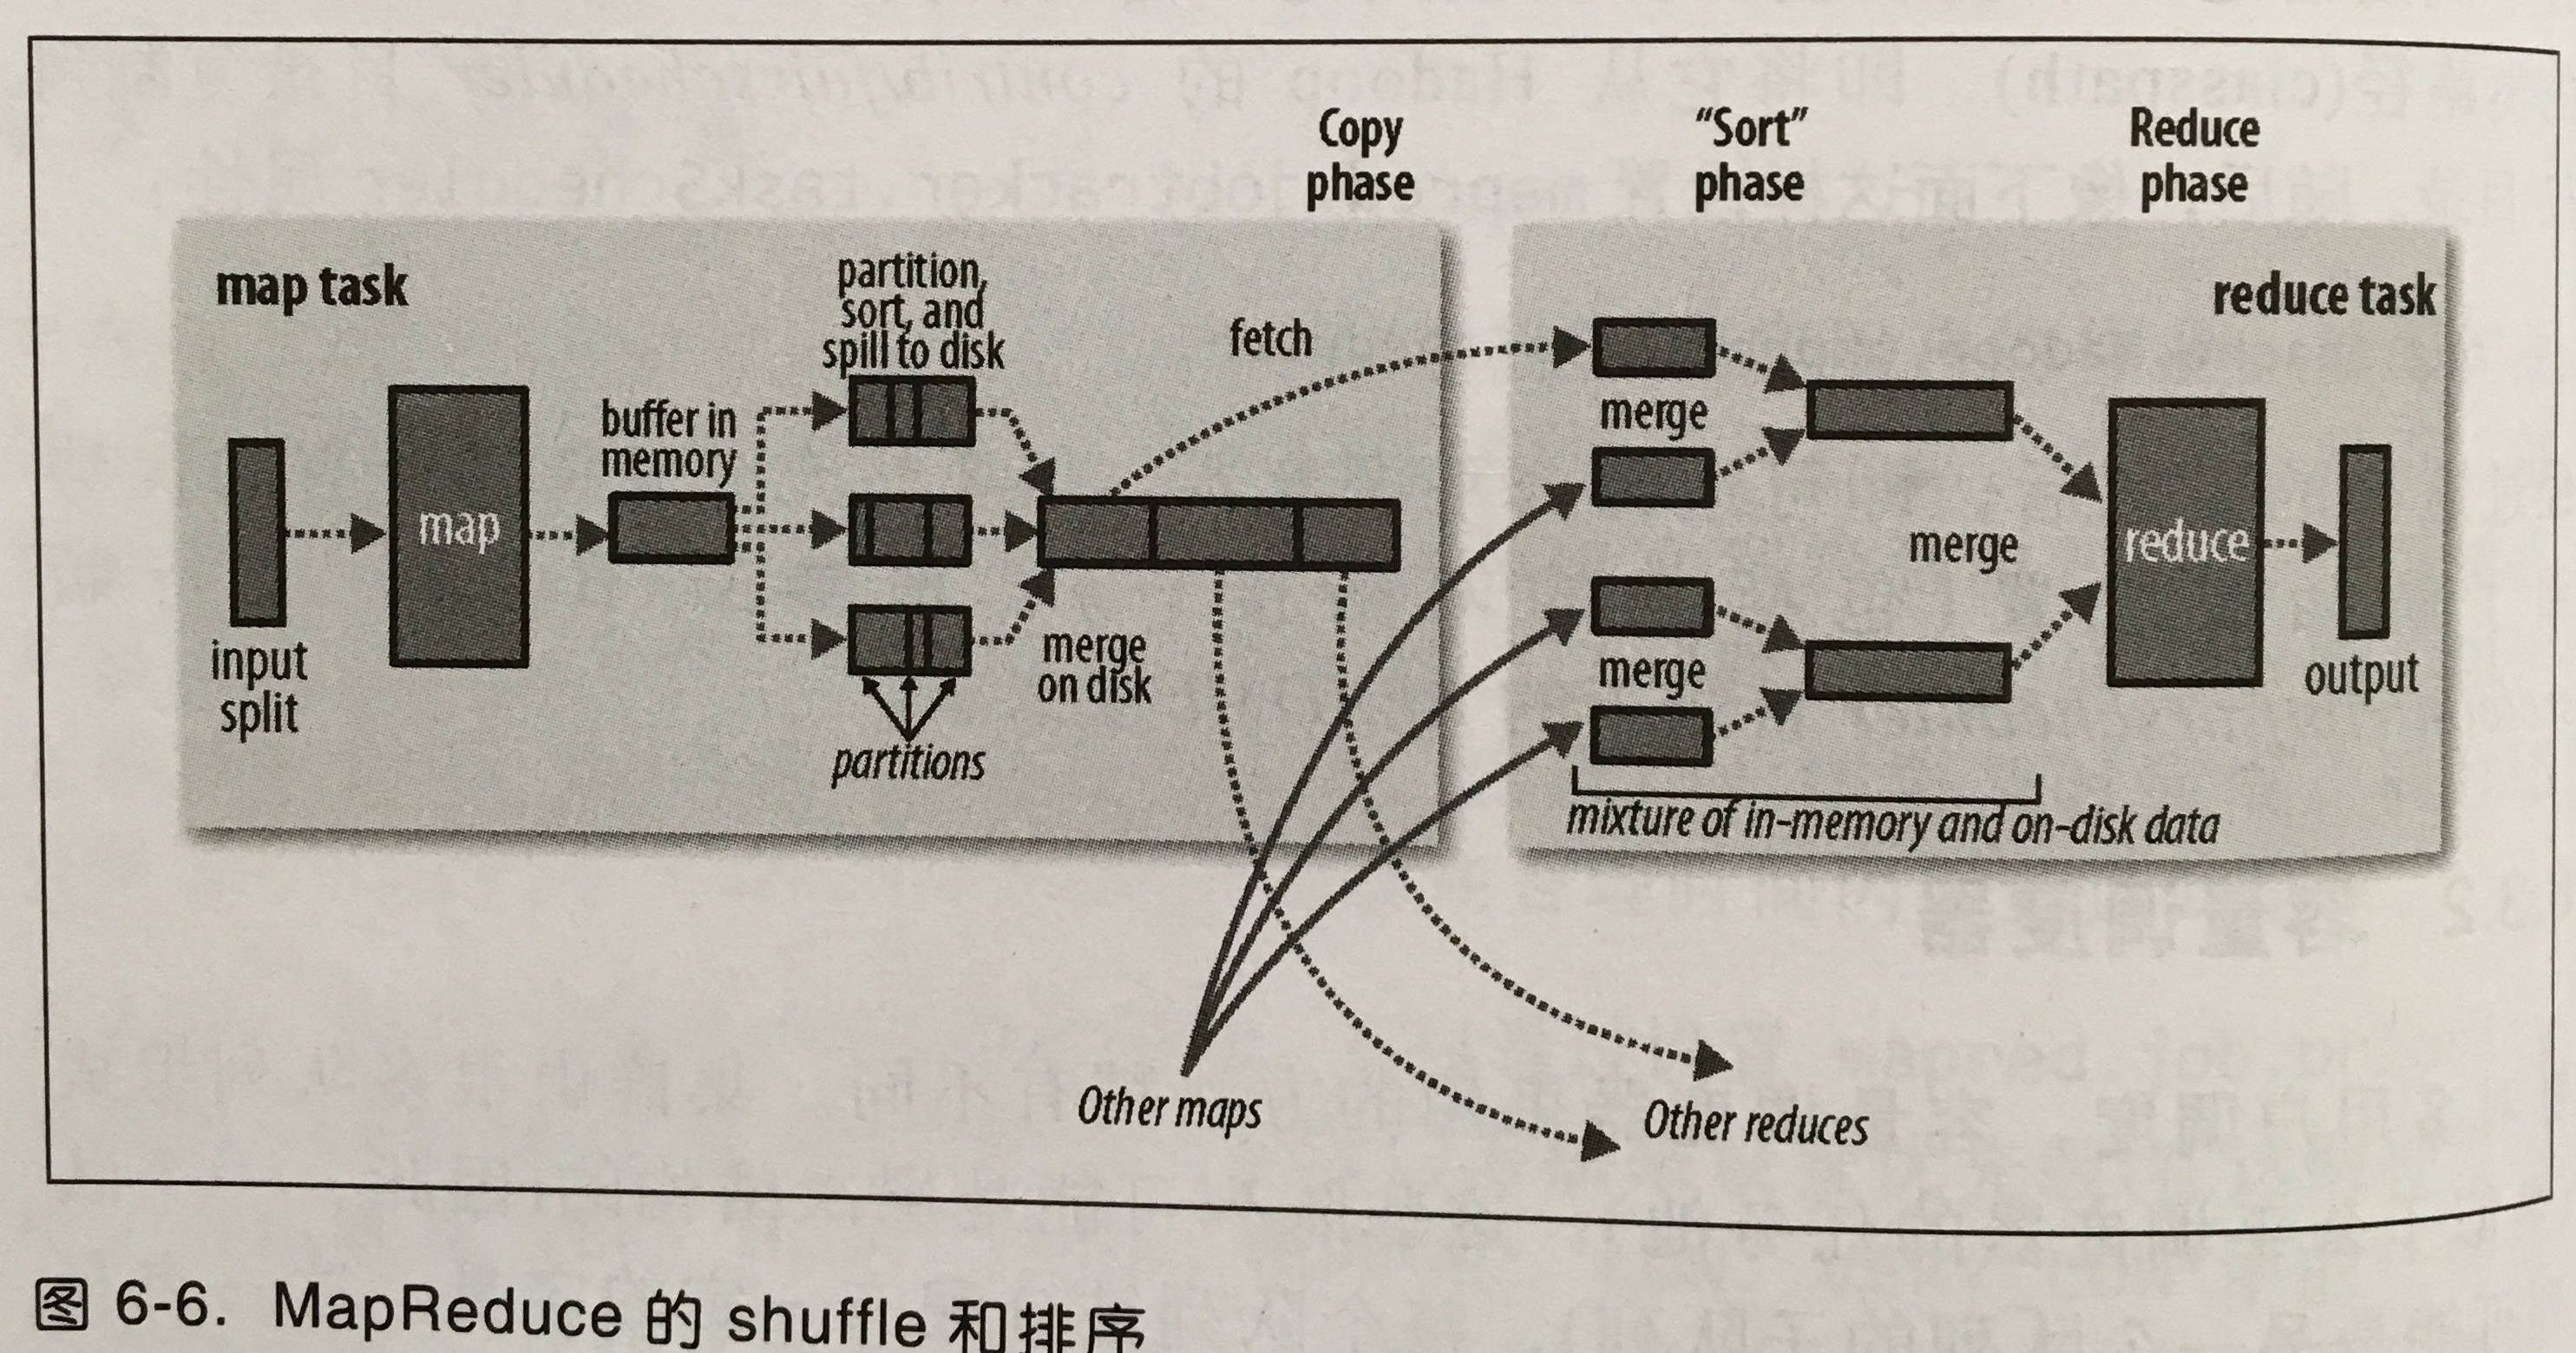 Copy
phase
“Sort”
phase
Reduce
phase
map task
reduce task
partition,
sort, and
spill to disk
fetch
buffer in
memory
merge
map
merge
reduce
input
split
merge
on disk
merge
output
partitions
mixture of in-memory and on-disk data
Other maps
Other reduces
图 6-6. MapReduce 的 shuffle 和排序